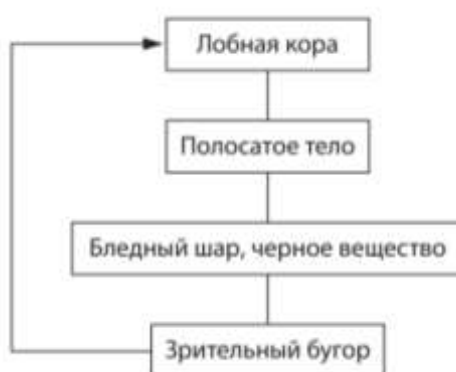 Лобная кора
Полосатое тело
Бледный шар, черное вещество
Зрительный бугор